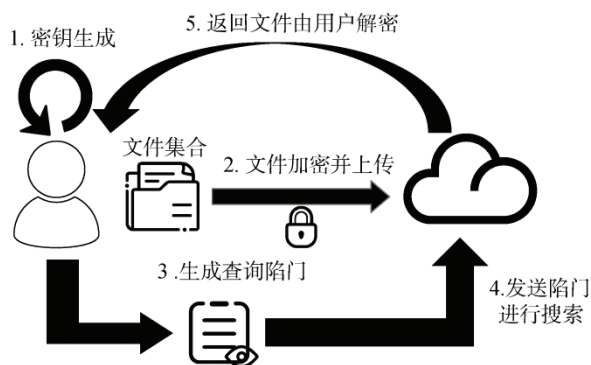 5. 返回文件由用户解密
1. 密钥生成
文件集合
2. 文件加密并上传
3 .生成查询陷门
4.发送陷门
进行搜索